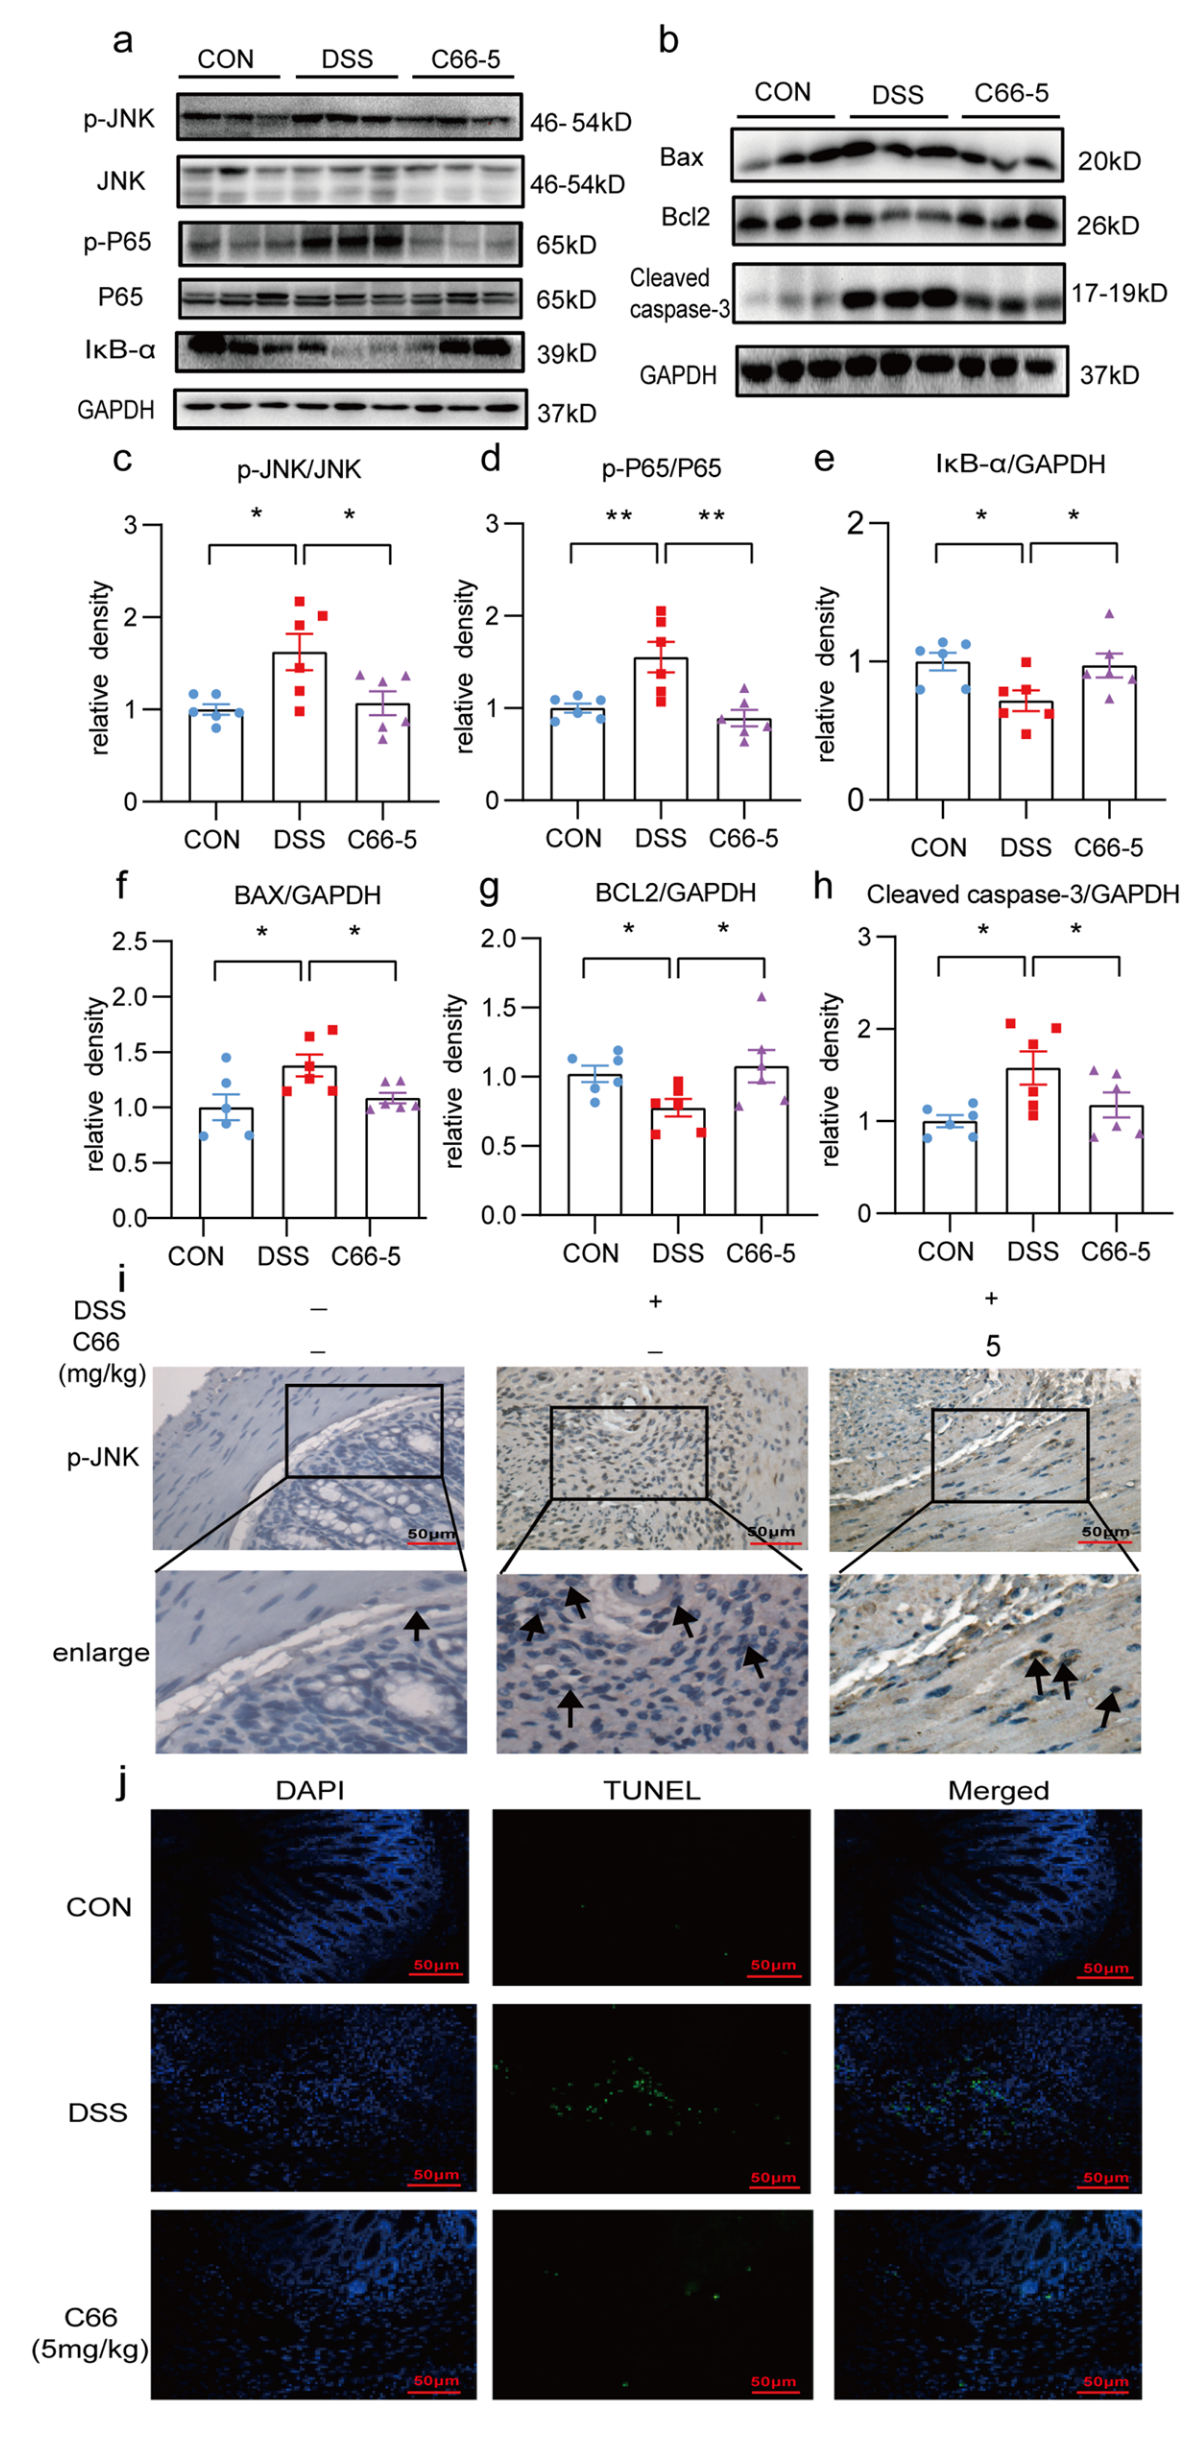 a
CON DSS C66-5
p-JNK 46- 54kD
JNK 46-54kD
p-P65 65kD
P65 65kD
IκB-α 39kD
GAPDH 37kD
b
CON DSS C66-5
Bax 20kD
Bcl2 26kD
Cleaved
caspase-3 17-19kD
GAPDH 37kD
c
p-JNK/JNK
* *
relative density
3
2
1
0
CON DSS C66-5
d
p-P65/P65
** **
relative density
3
2
1
0
CON DSS C66-5
e
IκB-α/GAPDH
* *
relative density
2
1
0
CON DSS C66-5
f
BAX/GAPDH
* *
relative density
2.5
2.0
1.5
1.0
0.5
0.0
CON DSS C66-5
g
BCL2/GAPDH
* *
relative density
2.0
1.5
1.0
0.5
0.0
CON DSS C66-5
h
Cleaved caspase-3/GAPDH
* *
relative density
3
2
1
0
CON DSS C66-5
i
DSS – + +
C66 – – 5
(mg/kg)
p-JNK
50μm 50μm 50μm
enlarge
j
DAPI TUNEL Merged
CON
50μm 50μm 50μm
DSS
50μm 50μm 50μm
C66
(5mg/kg)
50μm 50μm 50μm